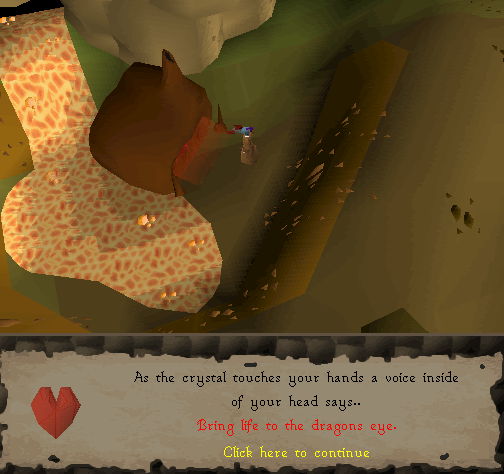 As the crystal touches your hands a voice inside
of your head says..
Bring life to the dragons eye.
Click here to continue